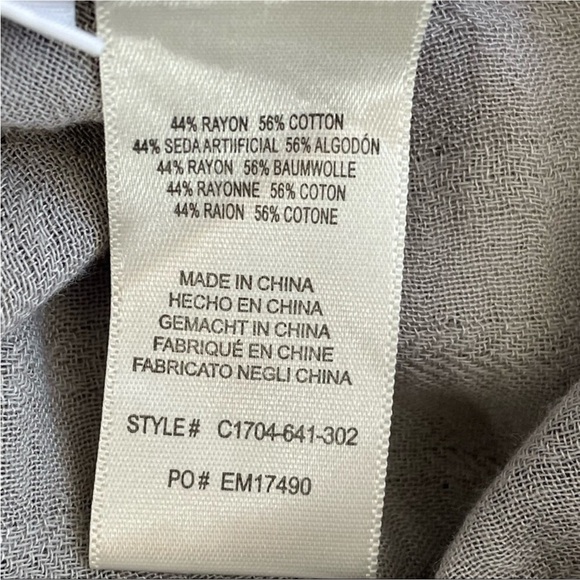 44% RAYON 56% COTTON
44% SEDA ARTIIFICIAL 56% ALGODÓN
44% RAYON 56% BAUMWOLLE
44% RAYONNE 56% COTON
44% RAION 56% COTONE
MADE IN CHINA
HECHO EN CHINA
GEMACHT IN CHINA
FABRIQUÉ EN CHINE
FABRICATO NEGLI CHINA
STYLE# C1704-641-302
PO# EM17490